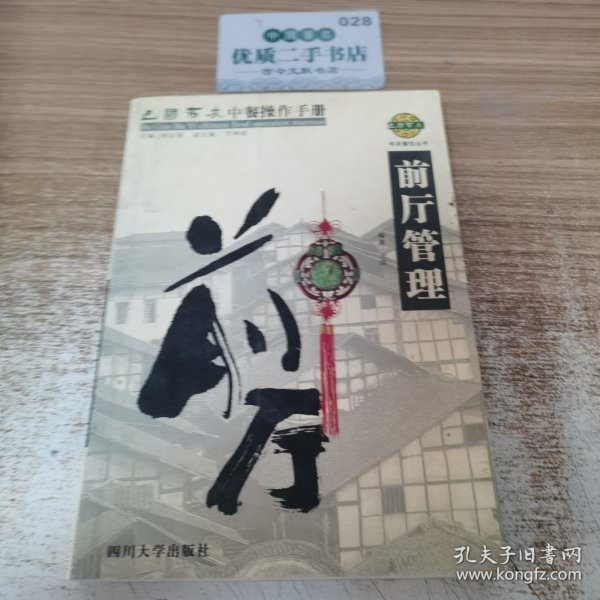 028
中国著名
优质二手书店
古今文献书店
巴国布衣中餐操作手册
前厅管理
前厅
四川大学出版社
孔夫子旧书网
www.kongfz.com